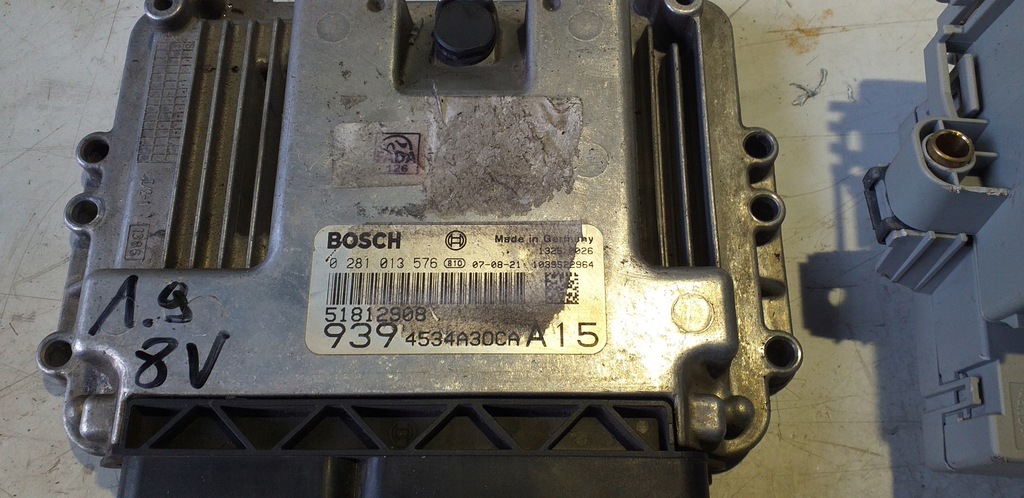 BOSCH
Made in Germany
0 281 013 576 810 07-08-21 1039S22964
51812908
939 4534A30CA A15
1.9
8V